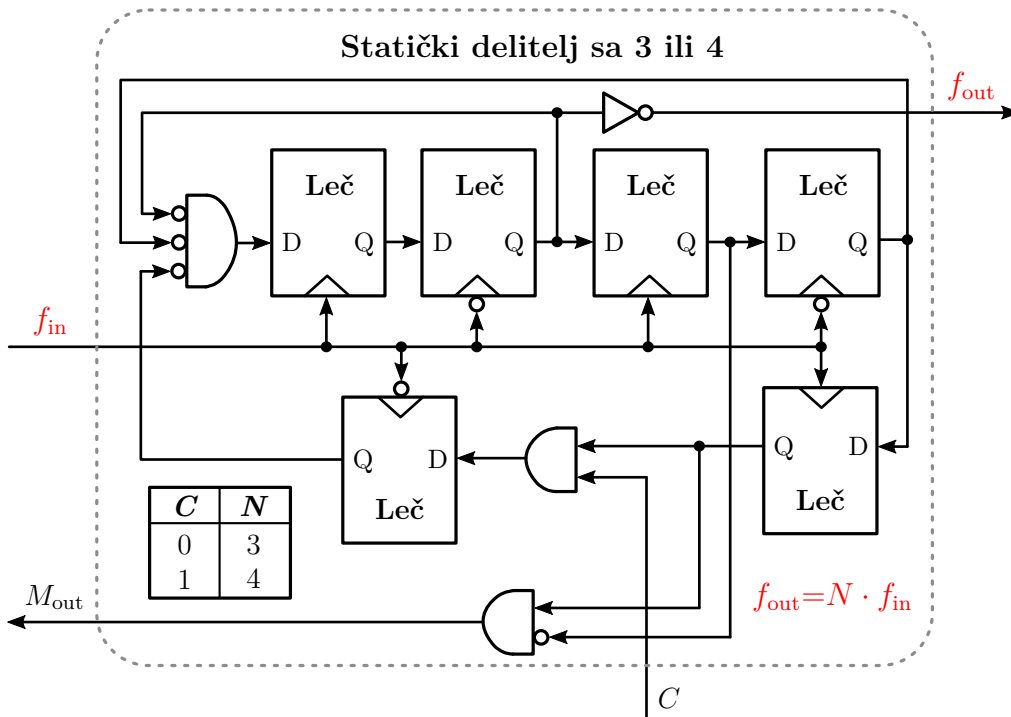 Statički delitelj sa 3 ili 4
f_out
Leč
Leč
Leč
Leč
D Q
D Q
D Q
D Q
f_in
Q D
Leč
Q D
Leč
C N
0 3
1 4
M_out
f_out=N · f_in
C